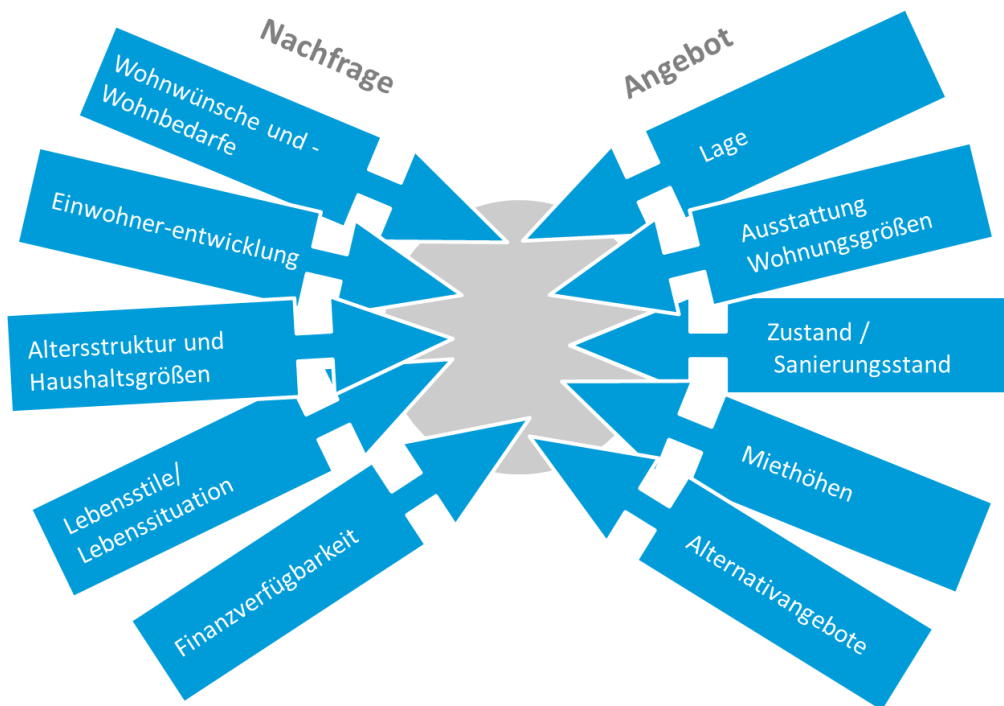 Nachfrage
Wohnwünsche und -
Wohnbedarfe
Einwohner-entwicklung
Altersstruktur und
Haushaltsgrößen
Lebensstile/
Lebenssituation
Finanzverfügbarkeit
Angebot
Lage
Ausstattung
Wohnungsgrößen
Zustand /
Sanierungsstand
Miethöhen
Alternativangebote